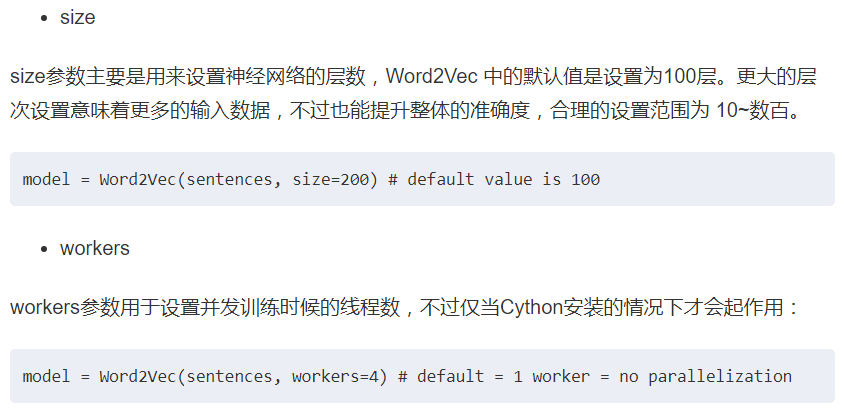 • size
size参数主要是用来设置神经网络的层数，Word2Vec 中的默认值是设置为100层。更大的层
次设置意味着更多的输入数据，不过也能提升整体的准确度，合理的设置范围为 10~数百。
model = Word2Vec(sentences, size=200) # default value is 100
• workers
workers参数用于设置并发训练时候的线程数，不过仅当Cython安装的情况下才会起作用：
model = Word2Vec(sentences, workers=4) # default = 1 worker = no parallelization